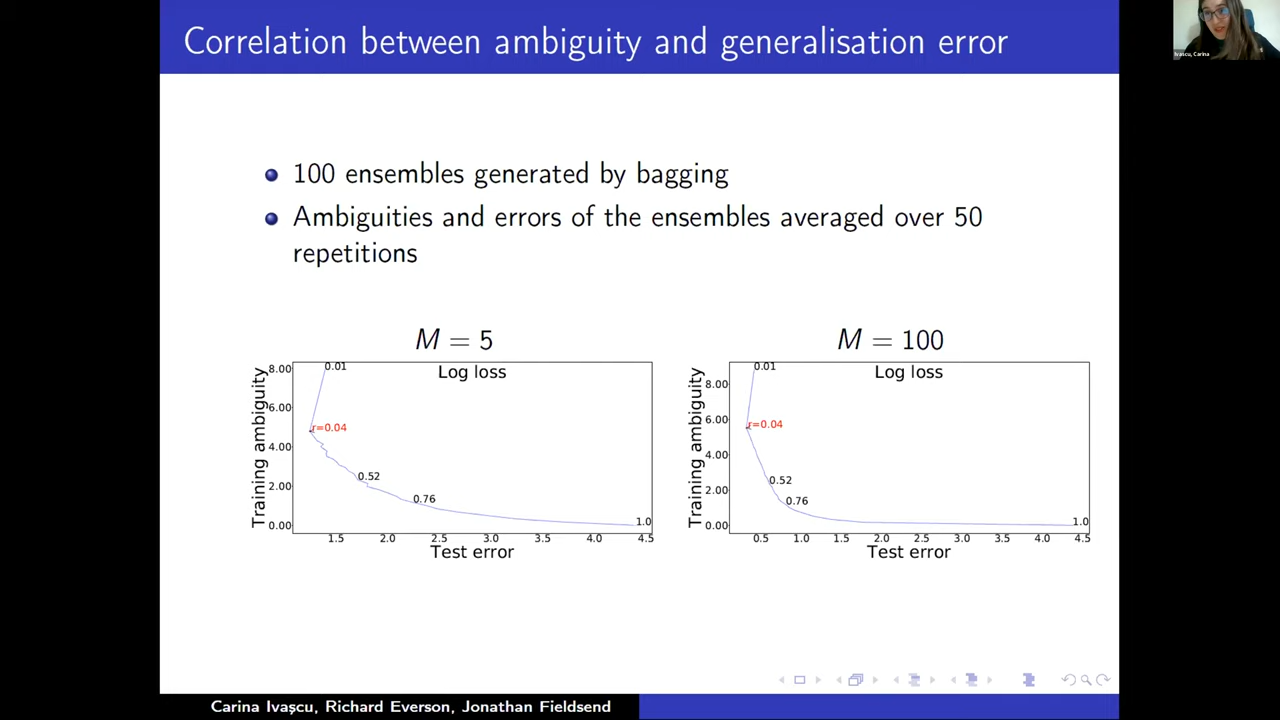 Correlation between ambiguity and generalisation error
Ivascu, Carina
100 ensembles generated by bagging
Ambiguities and errors of the ensembles averaged over 50
repetitions
M = 5
Log loss
Training ambiguity
8.00
6.00
4.00
2.00
0.00
0.01
r=0.04
0.52
0.76
1.0
1.5 2.0 2.5 3.0 3.5 4.0 4.5
Test error
M = 100
Log loss
Training ambiguity
8.00
6.00
4.00
2.00
0.00
0.01
r=0.04
0.52
0.76
1.0
0.5 1.0 1.5 2.0 2.5 3.0 3.5 4.0 4.5
Test error
Carina Ivaşcu, Richard Everson, Jonathan Fieldsend